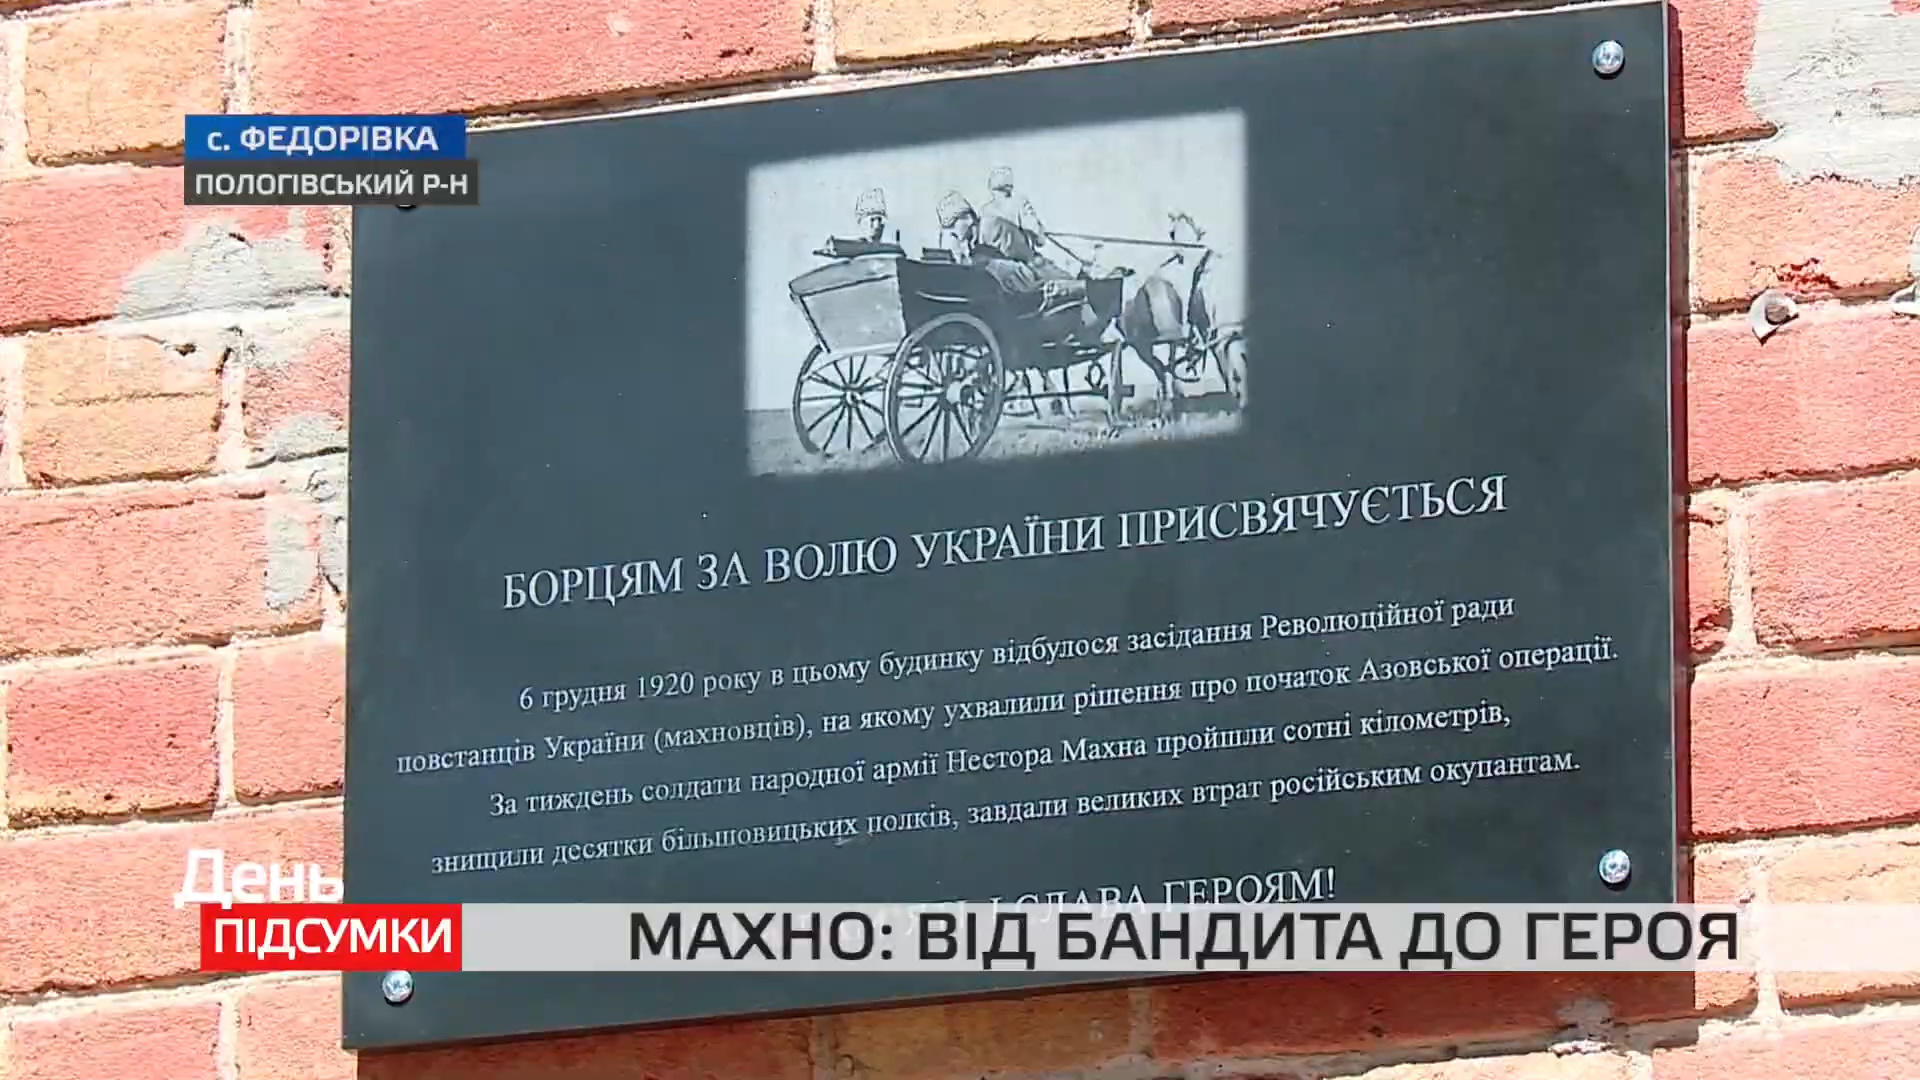 с. ФЕДОРІВКА
ПОЛОГІВСЬКИЙ Р-Н
БОРЦЯМ ЗА ВОЛЮ УКРАЇНИ ПРИСВЯЧУЄТЬСЯ
6 грудня 1920 року в цьому будинку відбулося засідання Революційної ради
повстанців України (махновців), на якому ухвалили рішення про початок Азовської операції.
За тиждень солдати народної армії Нестора Махна пройшли сотні кілометрів,
знищили десятки більшовицьких полків, завдали великих втрат російським окупантам.
І СЛАВА ГЕРОЯМ!
День
ПІДСУМКИ
МАХНО: ВІД БАНДИТА ДО ГЕРОЯ